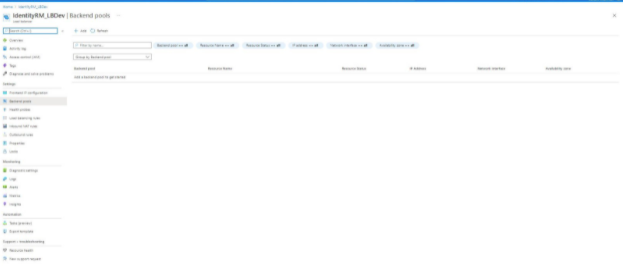 Home > IdentityRM_LBDev
IdentityRM_LBDev | Backend pools
Load balancer
Search (Ctrl+/)
Add Refresh
Overview
Filter by name...
Backend pool == all
Resource Name == all
Resource Status == all
IP address == all
Network interface == all
Availability zone == all
Activity log
Access control (IAM)
Group by Backend pool
Tags
Backend pool Resource Name Resource Status IP Address Network interface Availability zone
Diagnose and solve problems
Add a backend pool to get started
Settings
Frontend IP configuration
Backend pools
Health probes
Load balancing rules
Inbound NAT rules
Outbound rules
Properties
Locks
Monitoring
Diagnostic settings
Logs
Alerts
Metrics
Insights
Automation
Tasks (preview)
Export template
Support + troubleshooting
Resource health
New support request